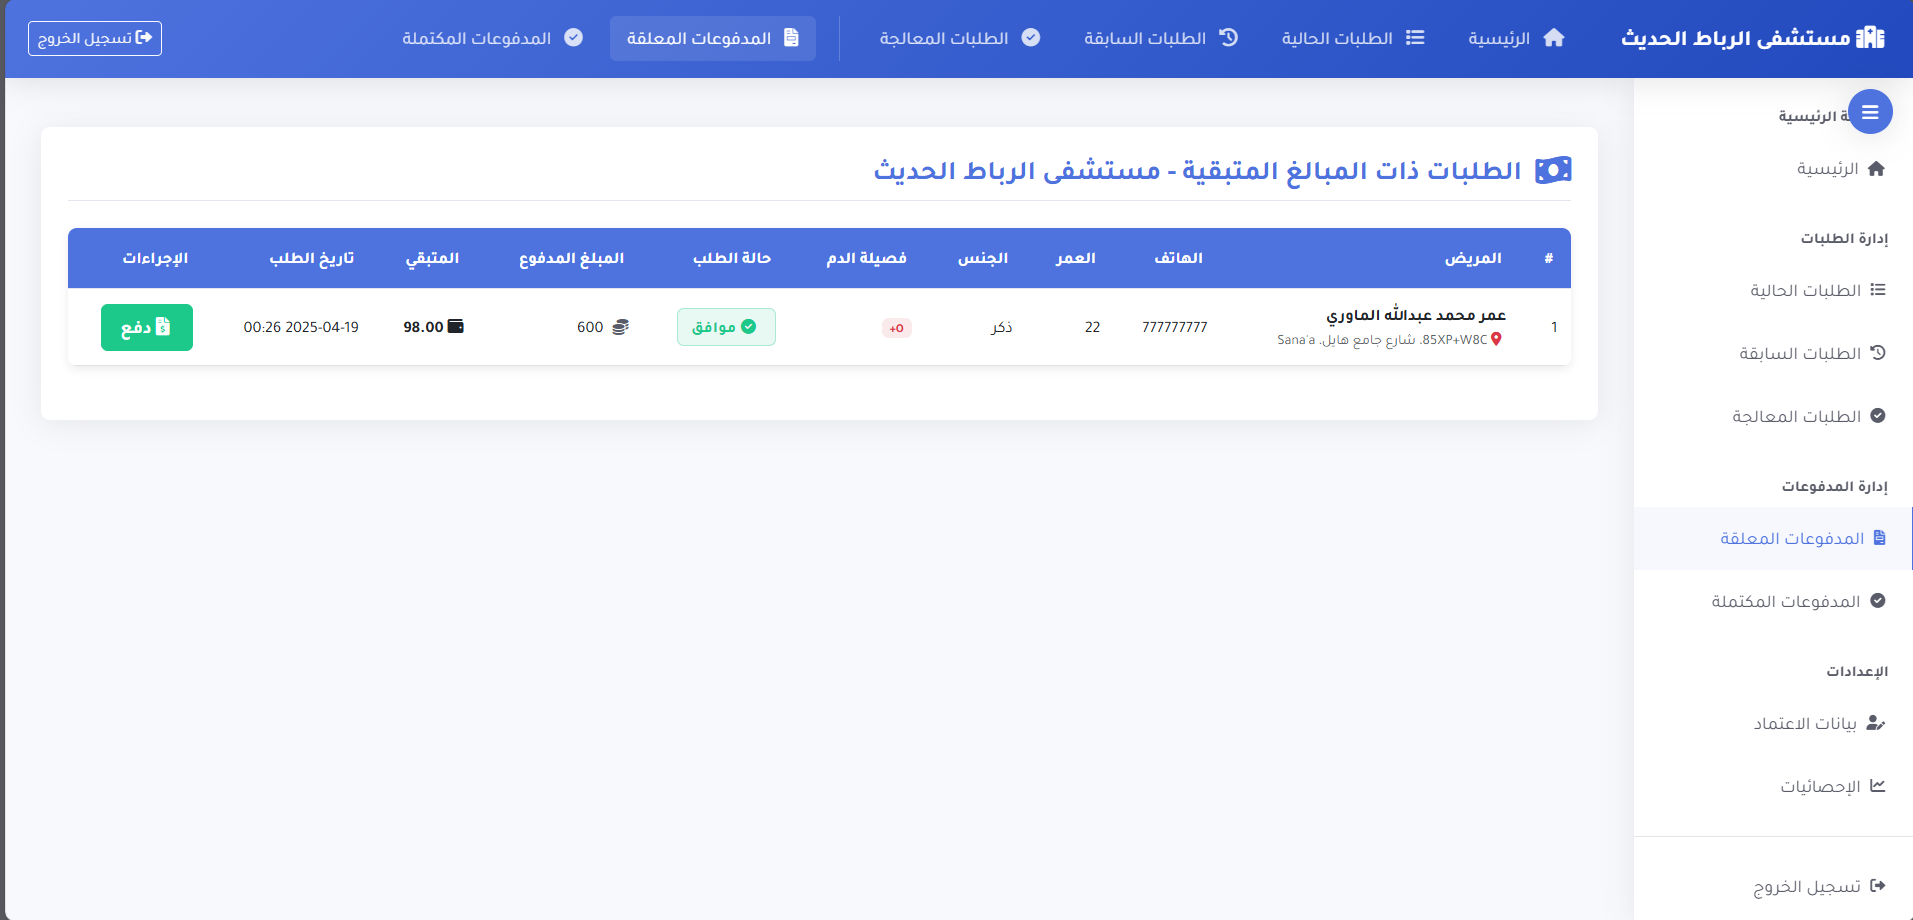 مستشفى الرباط الحديث
الرئيسية
الطلبات الحالية
الطلبات السابقة
الطلبات المعالجة
المدفوعات المعلقة
المدفوعات المكتملة
تسجيل الخروج
ة الرئيسية
الرئيسية
إدارة الطلبات
الطلبات الحالية
الطلبات السابقة
الطلبات المعالجة
إدارة المدفوعات
المدفوعات المعلقة
المدفوعات المكتملة
الإعدادات
بيانات الاعتماد
الإحصائيات
تسجيل الخروج
الطلبات ذات المبالغ المتبقية - مستشفى الرباط الحديث
# المريض الهاتف العمر الجنس فصيلة الدم حالة الطلب المبلغ المدفوع المتبقي تاريخ الطلب الإجراءات
1 عمر محمد عبدالله الماوري 777777777 22 ذكر O+ موافق 600 98.00 2025-04-19 00:26 دفع
85XP+W8C، شارع جامع هايل، Sana'a